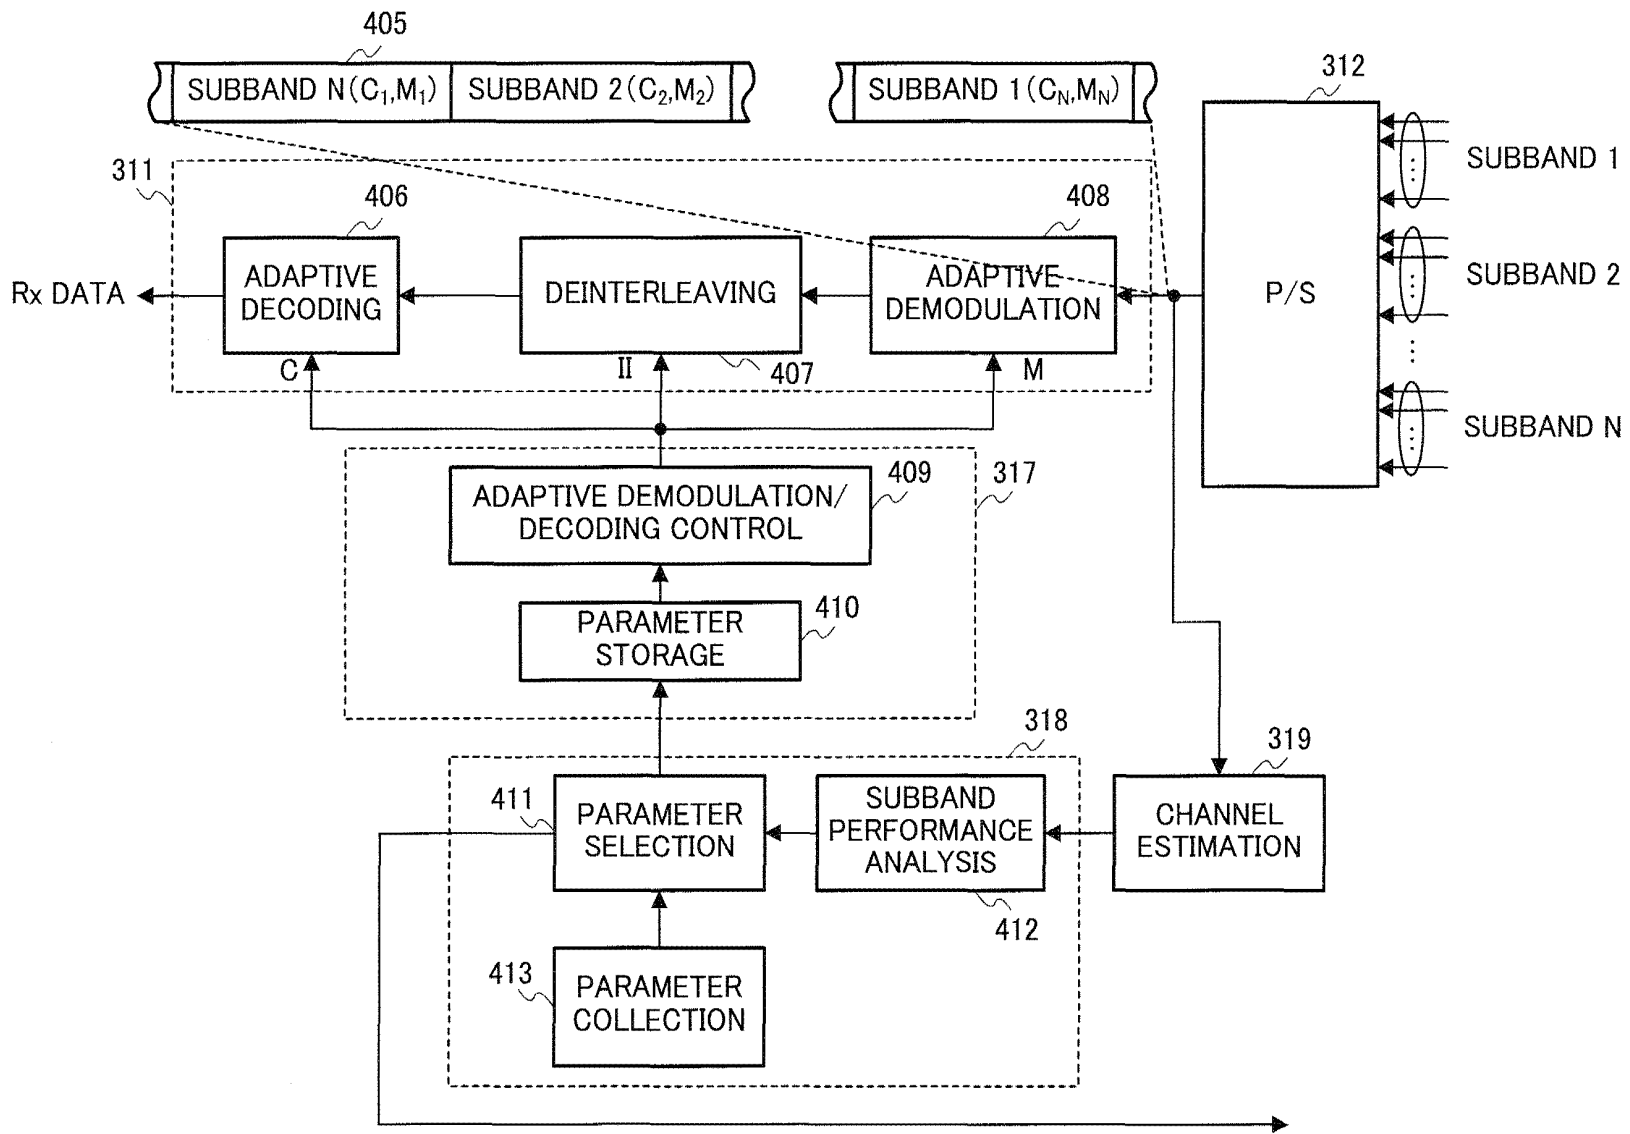 405
SUBBAND N(C1,M1)
SUBBAND 2(C2,M2)
SUBBAND 1(CN,MN)
312
311
406
408
SUBBAND 1
ADAPTIVE
DECODING
DEINTERLEAVING
ADAPTIVE
DEMODULATION
P/S
SUBBAND 2
Rx DATA
C
II
407
M
SUBBAND N
409
317
ADAPTIVE DEMODULATION/
DECODING CONTROL
410
PARAMETER
STORAGE
318
319
411
PARAMETER
SELECTION
SUBBAND
PERFORMANCE
ANALYSIS
CHANNEL
ESTIMATION
412
413
PARAMETER
COLLECTION